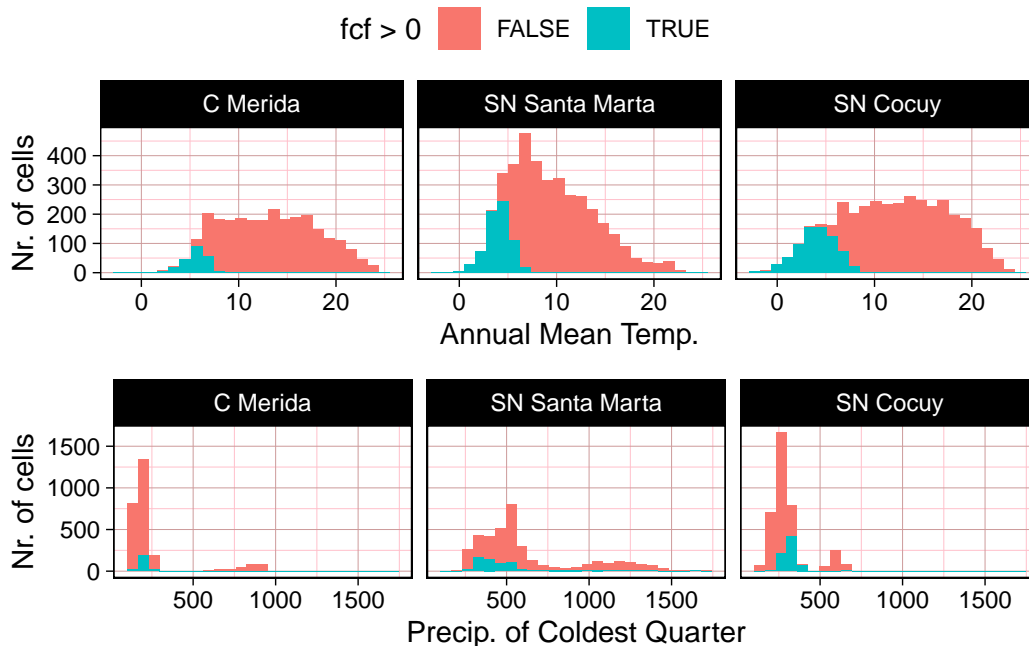 fcf > 0 FALSE TRUE
C Merida SN Santa Marta SN Cocuy
Nr. of cells
400
300
200
100
0
0 10 20 0 10 20 0 10 20
Annual Mean Temp.
C Merida SN Santa Marta SN Cocuy
Nr. of cells
1500
1000
500
0
500 1000 1500 500 1000 1500 500 1000 1500
Precip. of Coldest Quarter